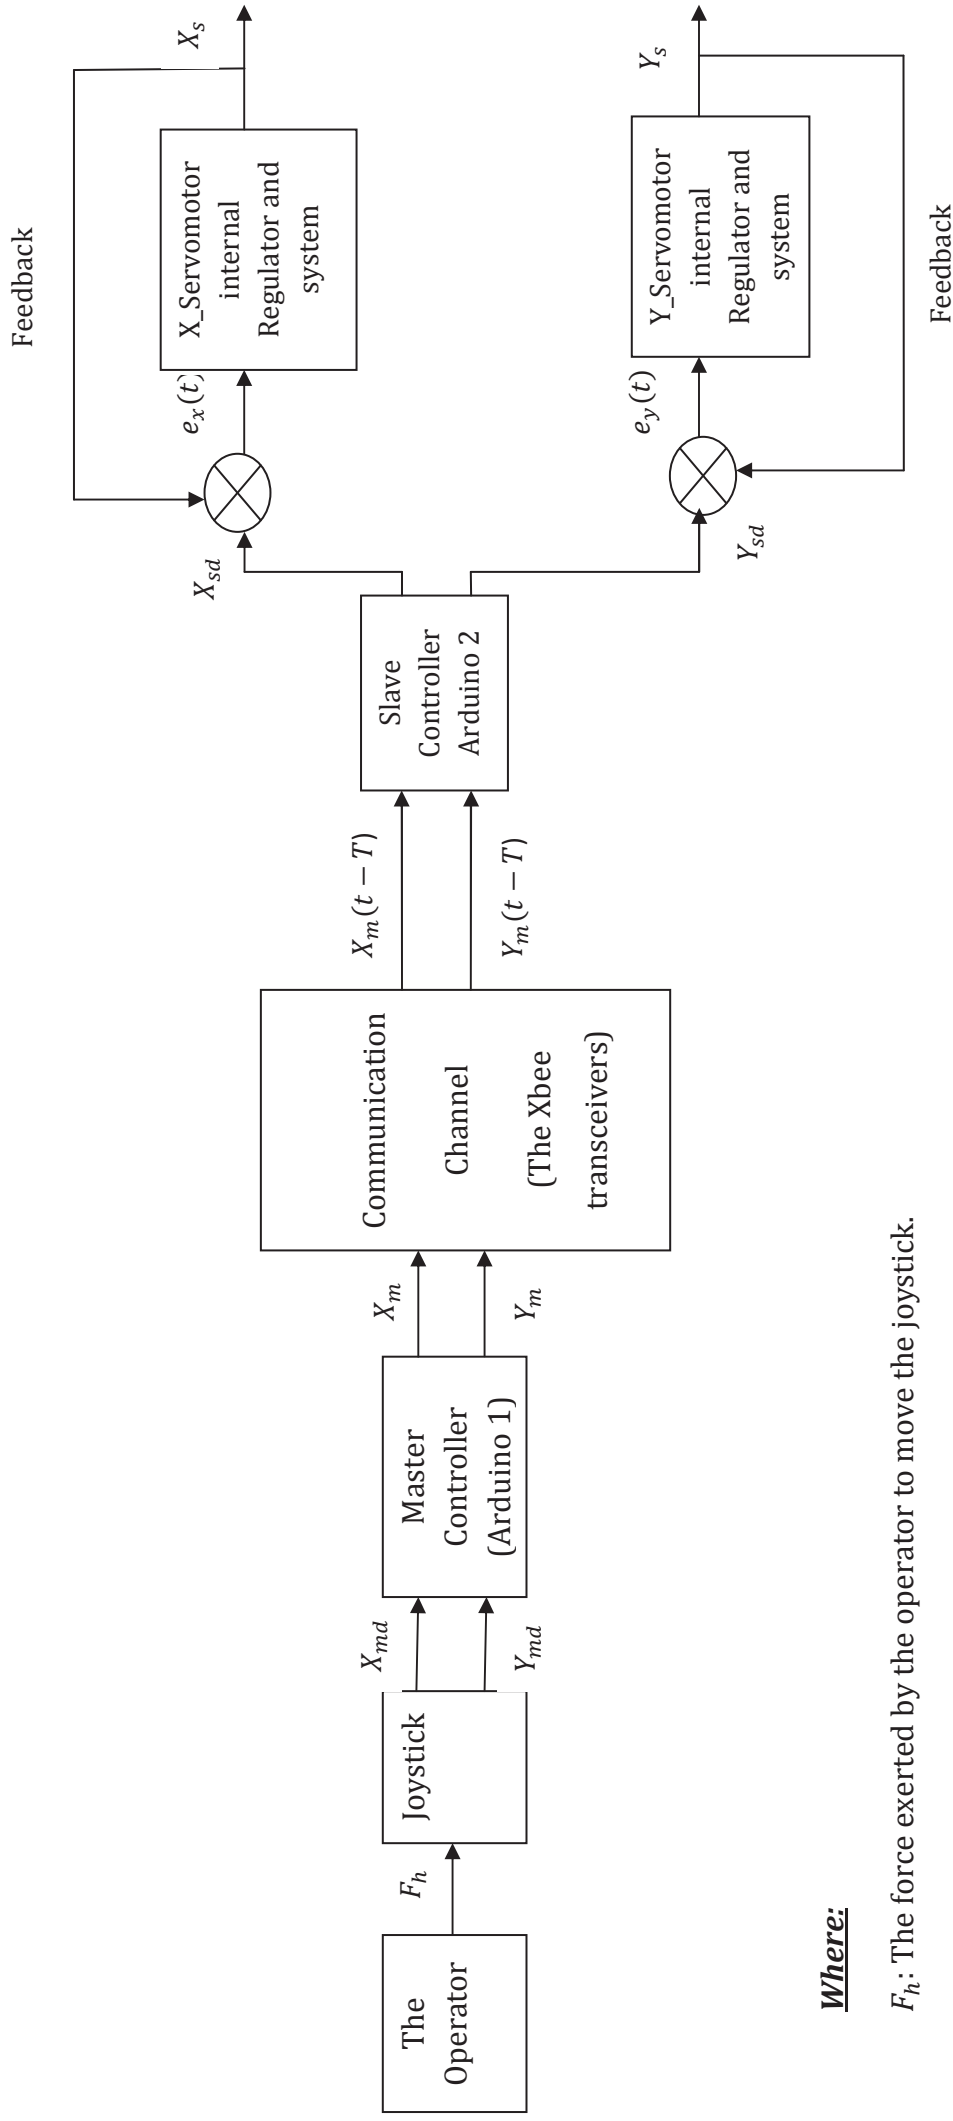 The
Operator
F_h
Joystick
X_md
Y_md
Master
Controller
(Arduino 1)
X_m
Y_m
Communication
Channel
(The Xbee
transceivers)
X_m(t − T)
Y_m(t − T)
Slave
Controller
Arduino 2
X_sd
Y_sd
e_x(t)
X_Servomotor
internal
Regulator and
system
X_s
Feedback
e_y(t)
Y_Servomotor
internal
Regulator and
system
Y_s
Feedback
Where:
F_h: The force exerted by the operator to move the joystick.